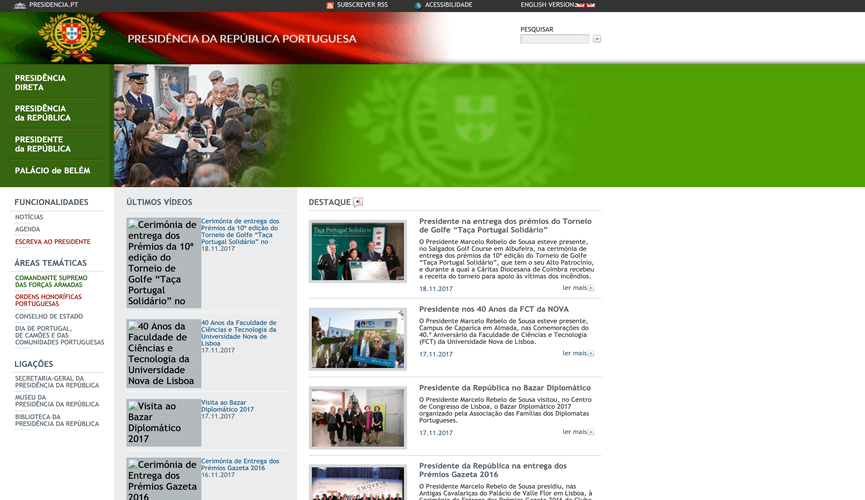 PRESIDENCIA.PT
SUBSCREVER RSS
ACESSIBILIDADE
ENGLISH VERSION
PRESIDÊNCIA DA REPÚBLICA PORTUGUESA
PESQUISAR
PRESIDÊNCIA
DIRETA
PRESIDÊNCIA
da REPÚBLICA
PRESIDENTE
da REPÚBLICA
PALÁCIO de BELÉM
FUNCIONALIDADES
NOTÍCIAS
AGENDA
ESCREVA AO PRESIDENTE
ÁREAS TEMÁTICAS
COMANDANTE SUPREMO
DAS FORÇAS ARMADAS
ORDENS HONORÍFICAS
PORTUGUESAS
CONSELHO DE ESTADO
DIA DE PORTUGAL,
DE CAMÕES E DAS
COMUNIDADES PORTUGUESAS
LIGAÇÕES
SECRETARIA-GERAL DA
PRESIDÊNCIA DA REPÚBLICA
MUSEU DA
PRESIDÊNCIA DA REPÚBLICA
BIBLIOTECA DA
PRESIDÊNCIA DA REPÚBLICA
ÚLTIMOS VÍDEOS
Cerimónia de
entrega dos
Prémios da 10ª
edição do
Torneio de
Golfe “Taça
Portugal
Solidário” no
Cerimónia de entrega dos
Prémios da 10ª edição do
Torneio de Golfe “Taça
Portugal Solidário” no
18.11.2017
40 Anos da
Faculdade de
Ciências e
Tecnologia da
Universidade
Nova de Lisboa
40 Anos da Faculdade de
Ciências e Tecnologia da
Universidade Nova de
Lisboa
17.11.2017
Visita ao
Bazar
Diplomático
2017
Visita ao Bazar
Diplomático 2017
17.11.2017
Cerimónia de
Entrega dos
Prémios Gazeta
2016
Cerimónia de Entrega dos
Prémios Gazeta 2016
16.11.2017
DESTAQUE
Taça Portugal Solidário
Presidente na entrega dos prémios do Torneio
de Golfe “Taça Portugal Solidário”
O Presidente Marcelo Rebelo de Sousa esteve presente,
no Salgados Golf Course em Albufeira, na cerimónia de
entrega dos prémios da 10ª edição do Torneio de Golfe
“Taça Portugal Solidário”, que tem o seu Alto Patrocínio,
e durante a qual a Cáritas Diocesana de Coimbra recebeu
a receita do torneio para apoio às vítimas dos incêndios.
18.11.2017
ler mais
Presidente nos 40 Anos da FCT da NOVA
O Presidente Marcelo Rebelo de Sousa esteve presente,
Campus de Caparica em Almada, nas Comemorações do
40.º Aniversário da Faculdade de Ciências e Tecnologia
(FCT) da Universidade Nova de Lisboa.
17.11.2017
ler mais
Presidente da República no Bazar Diplomático
O Presidente Marcelo Rebelo de Sousa visitou, no Centro
de Congresso de Lisboa, o Bazar Diplomático 2017
organizado pela Associação das Famílias dos Diplomatas
Portugueses.
17.11.2017
ler mais
Presidente da República na entrega dos
Prémios Gazeta 2016
O Presidente Marcelo Rebelo de Sousa presidiu, nas
Antigas Cavalariças do Palácio de Valle Flor em Lisboa, à
Cerimónia de Entrega dos Prémios Gazeta 2016 do Clube